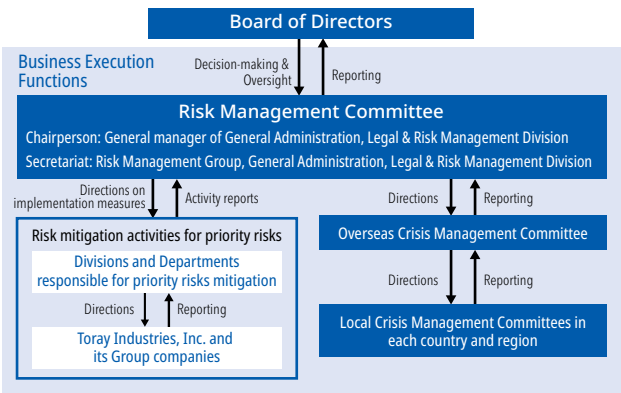 Board of Directors
Business Execution
Functions
Decision-making &
Oversight
Reporting
Risk Management Committee
Chairperson: General manager of General Administration, Legal & Risk Management Division
Secretariat: Risk Management Group, General Administration, Legal & Risk Management Division
Directions on
implementation measures
Activity reports
Directions
Reporting
Risk mitigation activities for priority risks
Divisions and Departments
responsible for priority risks mitigation
Directions
Reporting
Toray Industries, Inc. and
its Group companies
Overseas Crisis Management Committee
Directions
Reporting
Local Crisis Management Committees in
each country and region